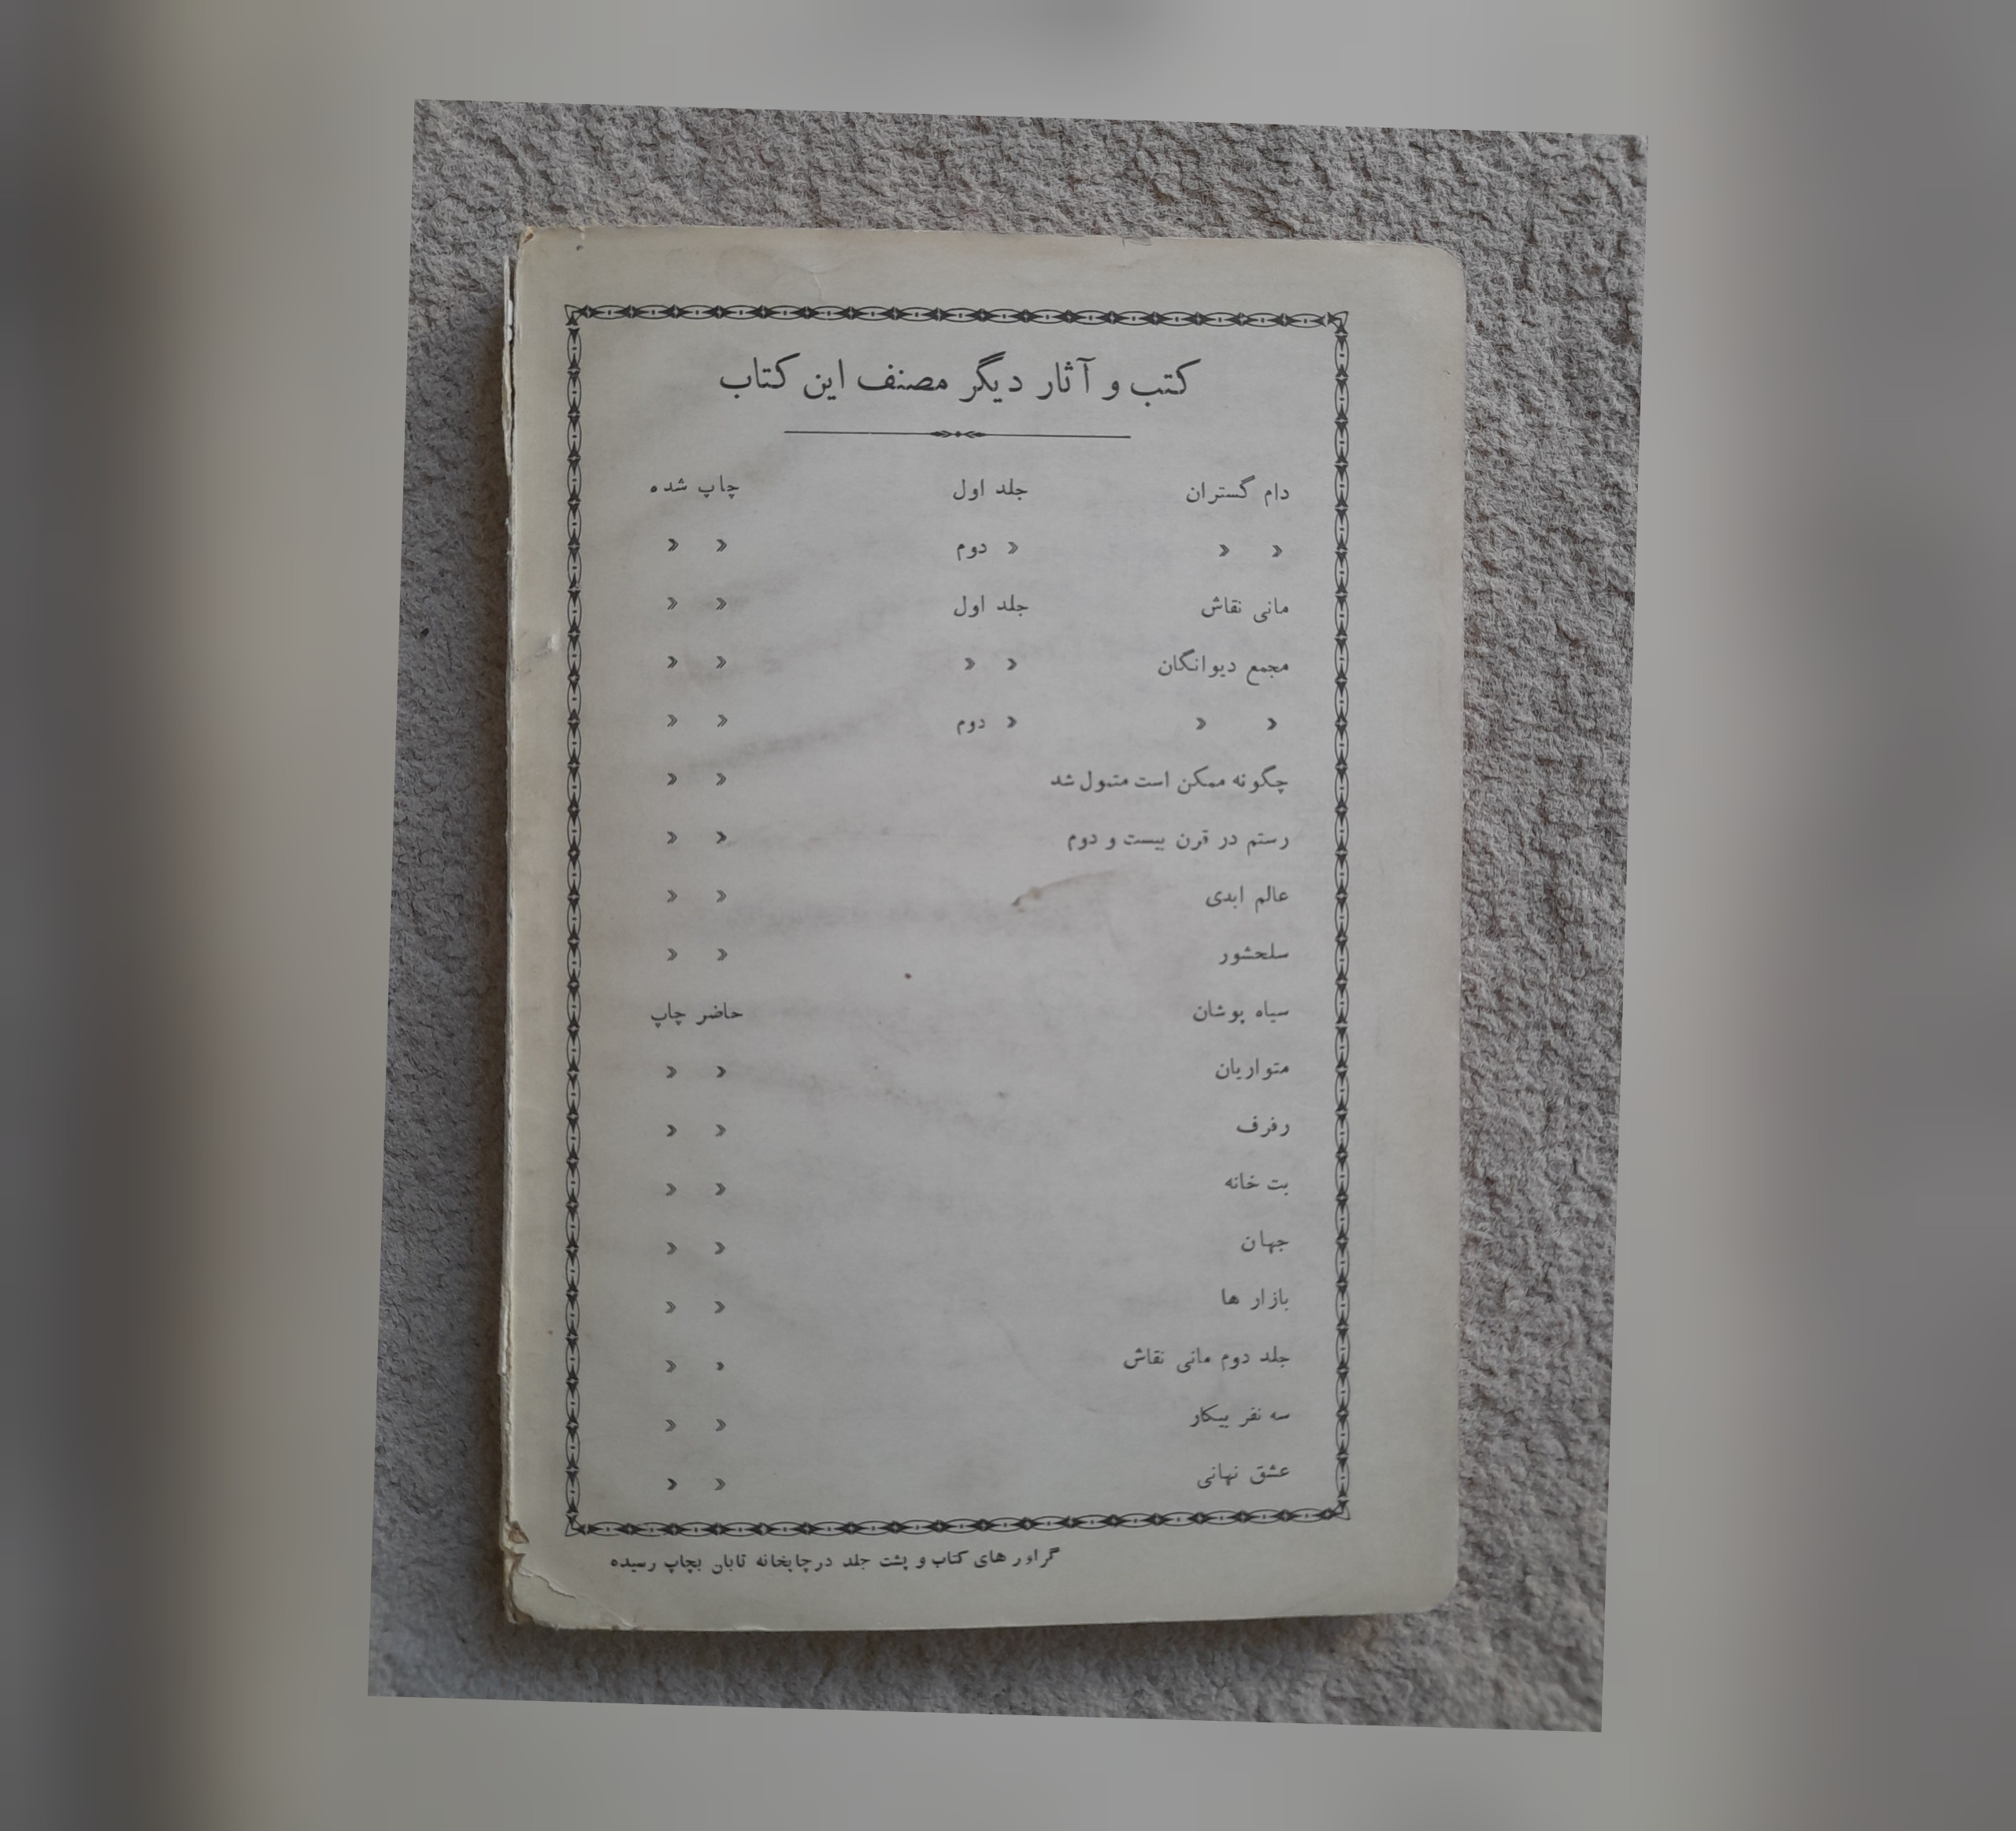 کتب و آثار دیگر مصنف این کتاب
دام گستران جلد اول چاپ شده
» » » دوم » »
مانی نقاش جلد اول » »
مجمع دیوانگان » » » »
» » » دوم » »
چگونه ممکن است متمول شد » »
رستم در قرن بیست و دوم » »
عالم ابدی » »
سلحشور » »
سیاه پوشان حاضر چاپ
متواریان » »
رفرف » »
بت خانه » »
جهان » »
بازار ها » »
جلد دوم مانی نقاش » »
سه نفر بیکار » »
عشق نهانی » »
گراور های کتاب و پشت جلد در چاپخانه تابان بچاپ رسیده